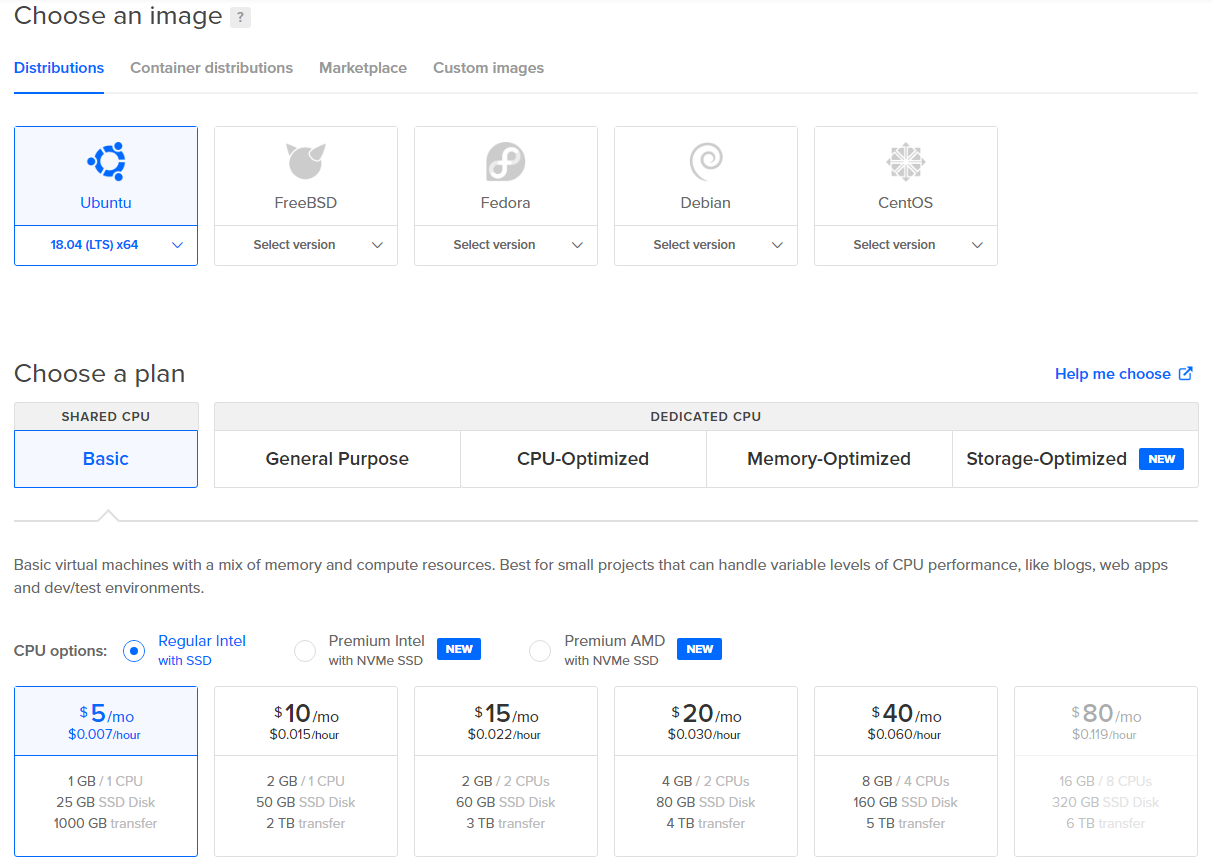 Choose an image ?
Distributions Container distributions Marketplace Custom images
Ubuntu FreeBSD Fedora Debian CentOS
18.04 (LTS) x64 Select version Select version Select version Select version
Choose a plan Help me choose
SHARED CPU DEDICATED CPU
Basic General Purpose CPU-Optimized Memory-Optimized Storage-Optimized NEW
Basic virtual machines with a mix of memory and compute resources. Best for small projects that can handle variable levels of CPU performance, like blogs, web apps
and dev/test environments.
CPU options: Regular Intel with SSD Premium Intel with NVMe SSD NEW Premium AMD with NVMe SSD NEW
$5/mo $10/mo $15/mo $20/mo $40/mo $80/mo
$0.007/hour $0.015/hour $0.022/hour $0.030/hour $0.060/hour $0.119/hour
1 GB / 1 CPU 2 GB / 1 CPU 2 GB / 2 CPUs 4 GB / 2 CPUs 8 GB / 4 CPUs 16 GB / 8 CPUs
25 GB SSD Disk 50 GB SSD Disk 60 GB SSD Disk 80 GB SSD Disk 160 GB SSD Disk 320 GB SSD Disk
1000 GB transfer 2 TB transfer 3 TB transfer 4 TB transfer 5 TB transfer 6 TB transfer